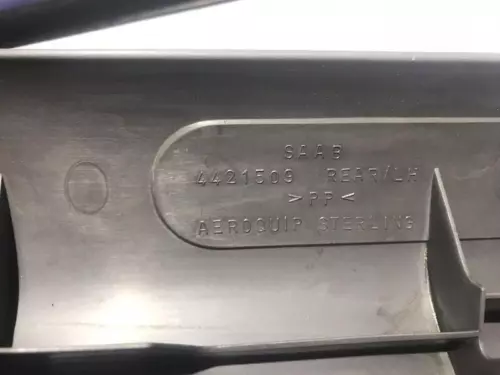 SAAB
4421509 REAR/LH
>PP<
AEROQUIP STERLING